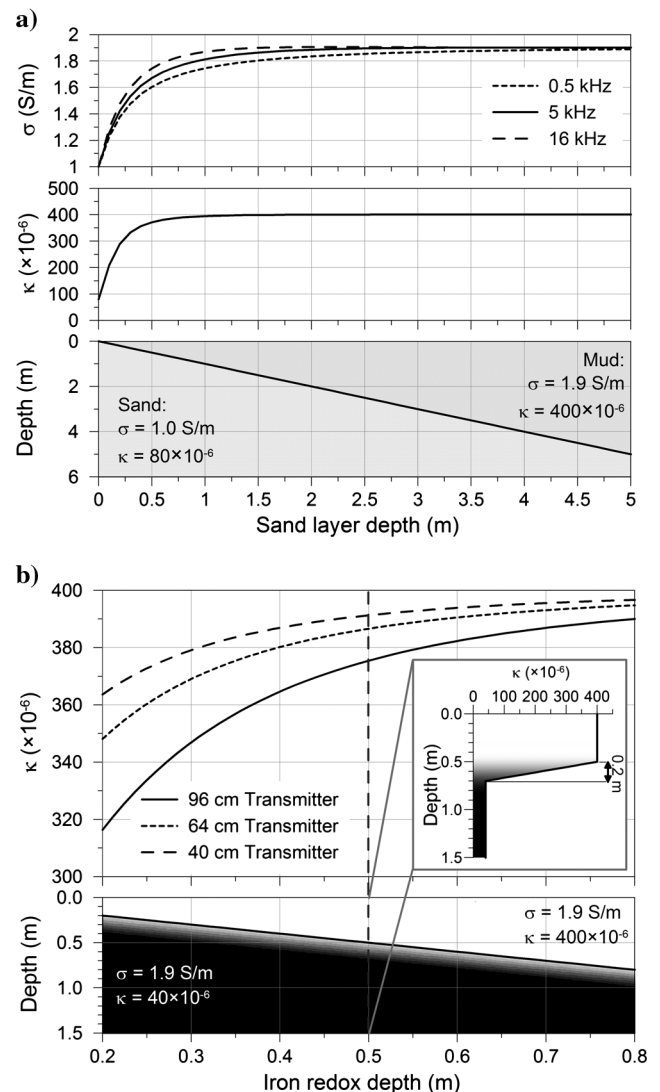 a)
σ (S/m)
2
1.8
1.6
1.4
1.2
1
0.5 kHz
5 kHz
16 kHz
κ (×10⁻⁶)
500
400
300
200
100
0
Depth (m)
0
2
4
6
Mud:
σ = 1.9 S/m
κ = 400×10⁻⁶
Sand:
σ = 1.0 S/m
κ = 80×10⁻⁶
0 0.5 1 1.5 2 2.5 3 3.5 4 4.5 5
Sand layer depth (m)
b)
κ (×10⁻⁶)
400
380
360
340
320
300
96 cm Transmitter
64 cm Transmitter
40 cm Transmitter
κ (×10⁻⁶)
0 100 200 300 400
Depth (m)
0.0
0.5
1.0
1.5
0.2 m
Depth (m)
0.0
0.5
1.0
1.5
σ = 1.9 S/m
κ = 400×10⁻⁶
σ = 1.9 S/m
κ = 40×10⁻⁶
0.2 0.3 0.4 0.5 0.6 0.7 0.8
Iron redox depth (m)